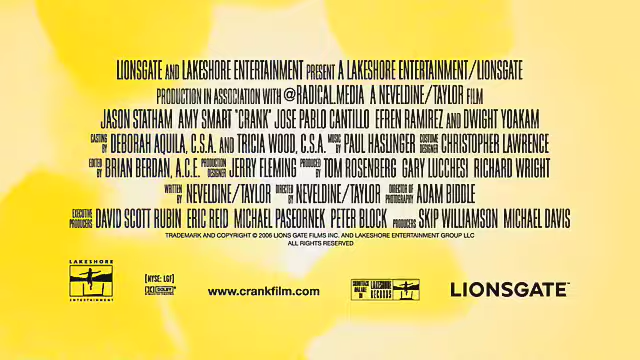 LIONSGATE AND LAKESHORE ENTERTAINMENT PRESENT A LAKESHORE ENTERTAINMENT/LIONSGATE
PRODUCTION IN ASSOCIATION WITH @RADICAL.MEDIA A NEVELDINE/TAYLOR FILM
JASON STATHAM AMY SMART "CRANK" JOSE PABLO CANTILLO EFREN RAMIREZ AND DWIGHT YOAKAM
CASTING BY DEBORAH AQUILA, C.S.A. AND TRICIA WOOD, C.S.A. MUSIC BY PAUL HASLINGER COSTUME DESIGNER CHRISTOPHER LAWRENCE
EDITED BY BRIAN BERDAN, A.C.E. PRODUCTION DESIGNER JERRY FLEMING PRODUCED BY TOM ROSENBERG GARY LUCCHESI RICHARD WRIGHT
WRITTEN BY NEVELDINE/TAYLOR DIRECTED BY NEVELDINE/TAYLOR DIRECTOR OF PHOTOGRAPHY ADAM BIDDLE
EXECUTIVE PRODUCERS DAVID SCOTT RUBIN ERIC REID MICHAEL PASEORNEK PETER BLOCK PRODUCERS SKIP WILLIAMSON MICHAEL DAVIS
TRADEMARK AND COPYRIGHT © 2006 LIONS GATE FILMS INC. AND LAKESHORE ENTERTAINMENT GROUP LLC
ALL RIGHTS RESERVED
LAKESHORE
ENTERTAINMENT
[NYSE: LGF]
DOLBY
www.crankfilm.com
SOUNDTRACK AVAILABLE ON
LAKESHORE RECORDS
LIONSGATE™